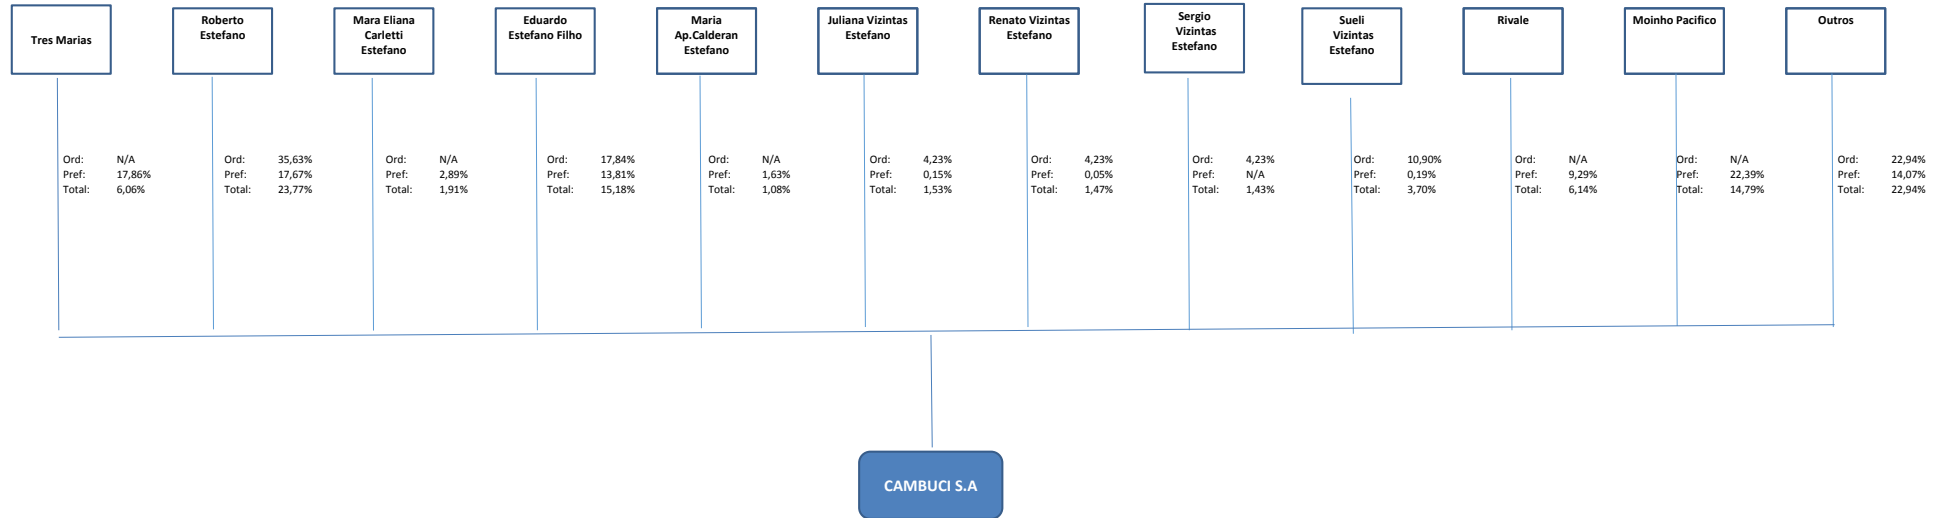 Tres Marias
Roberto
Estefano
Mara Eliana
Carletti
Estefano
Eduardo
Estefano Filho
Maria
Ap.Calderan
Estefano
Juliana Vizintas
Estefano
Renato Vizintas
Estefano
Sergio
Vizintas
Estefano
Sueli
Vizintas
Estefano
Rivale
Moinho Pacifico
Outros
Ord: N/A
Pref: 17,86%
Total: 6,06%
Ord: 35,63%
Pref: 17,67%
Total: 23,77%
Ord: N/A
Pref: 2,89%
Total: 1,91%
Ord: 17,84%
Pref: 13,81%
Total: 15,18%
Ord: N/A
Pref: 1,63%
Total: 1,08%
Ord: 4,23%
Pref: 0,15%
Total: 1,53%
Ord: 4,23%
Pref: 0,05%
Total: 1,47%
Ord: 4,23%
Pref: N/A
Total: 1,43%
Ord: 10,90%
Pref: 0,19%
Total: 3,70%
Ord: N/A
Pref: 9,29%
Total: 6,14%
Ord: N/A
Pref: 22,39%
Total: 14,79%
Ord: 22,94%
Pref: 14,07%
Total: 22,94%
CAMBUCI S.A